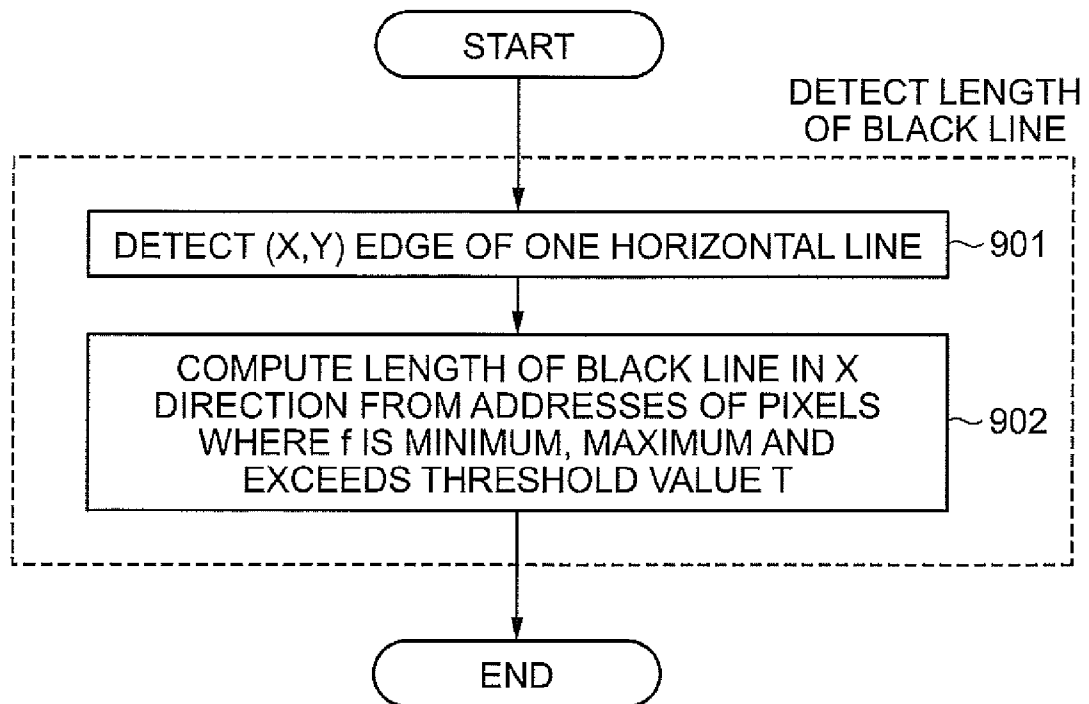 START
DETECT LENGTH
OF BLACK LINE
DETECT (X,Y) EDGE OF ONE HORIZONTAL LINE
901
COMPUTE LENGTH OF BLACK LINE IN X
DIRECTION FROM ADDRESSES OF PIXELS
WHERE f IS MINIMUM, MAXIMUM AND
EXCEEDS THRESHOLD VALUE T
902
END